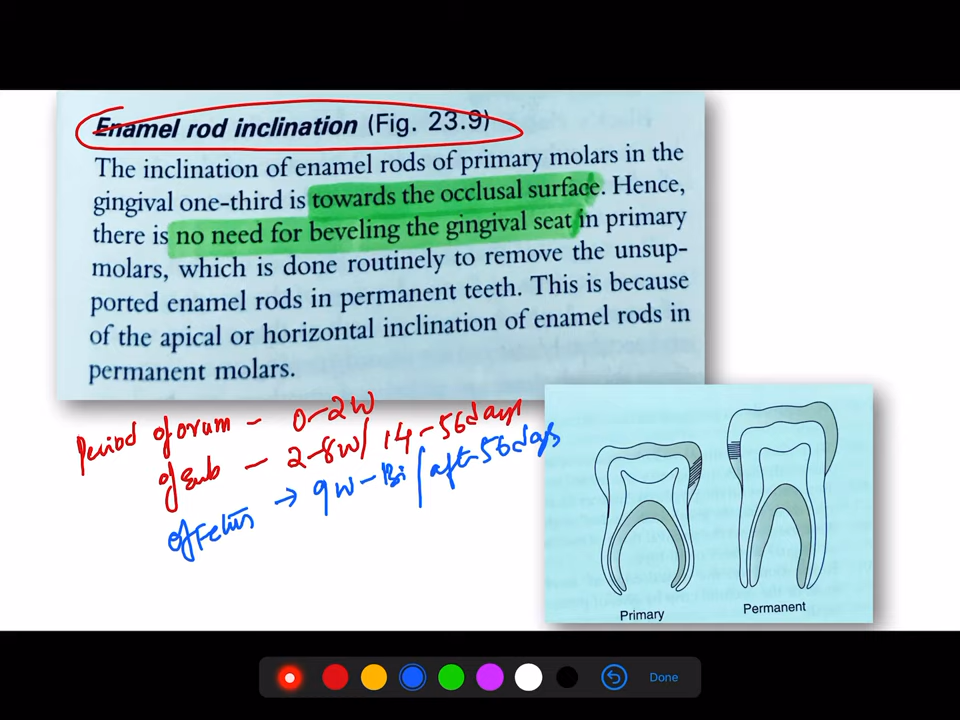 Enamel rod inclination (Fig. 23.9)
The inclination of enamel rods of primary molars in the
gingival one-third is towards the occlusal surface. Hence,
there is no need for beveling the gingival seat in primary
molars, which is done routinely to remove the unsup-
ported enamel rods in permanent teeth. This is because
of the apical or horizontal inclination of enamel rods in
permanent molars.
Period of ovum – 0-2W
of Emb – 2-8W/ 14-56days
of Fetus → 9W – / after 56 days
Primary
Permanent
Done